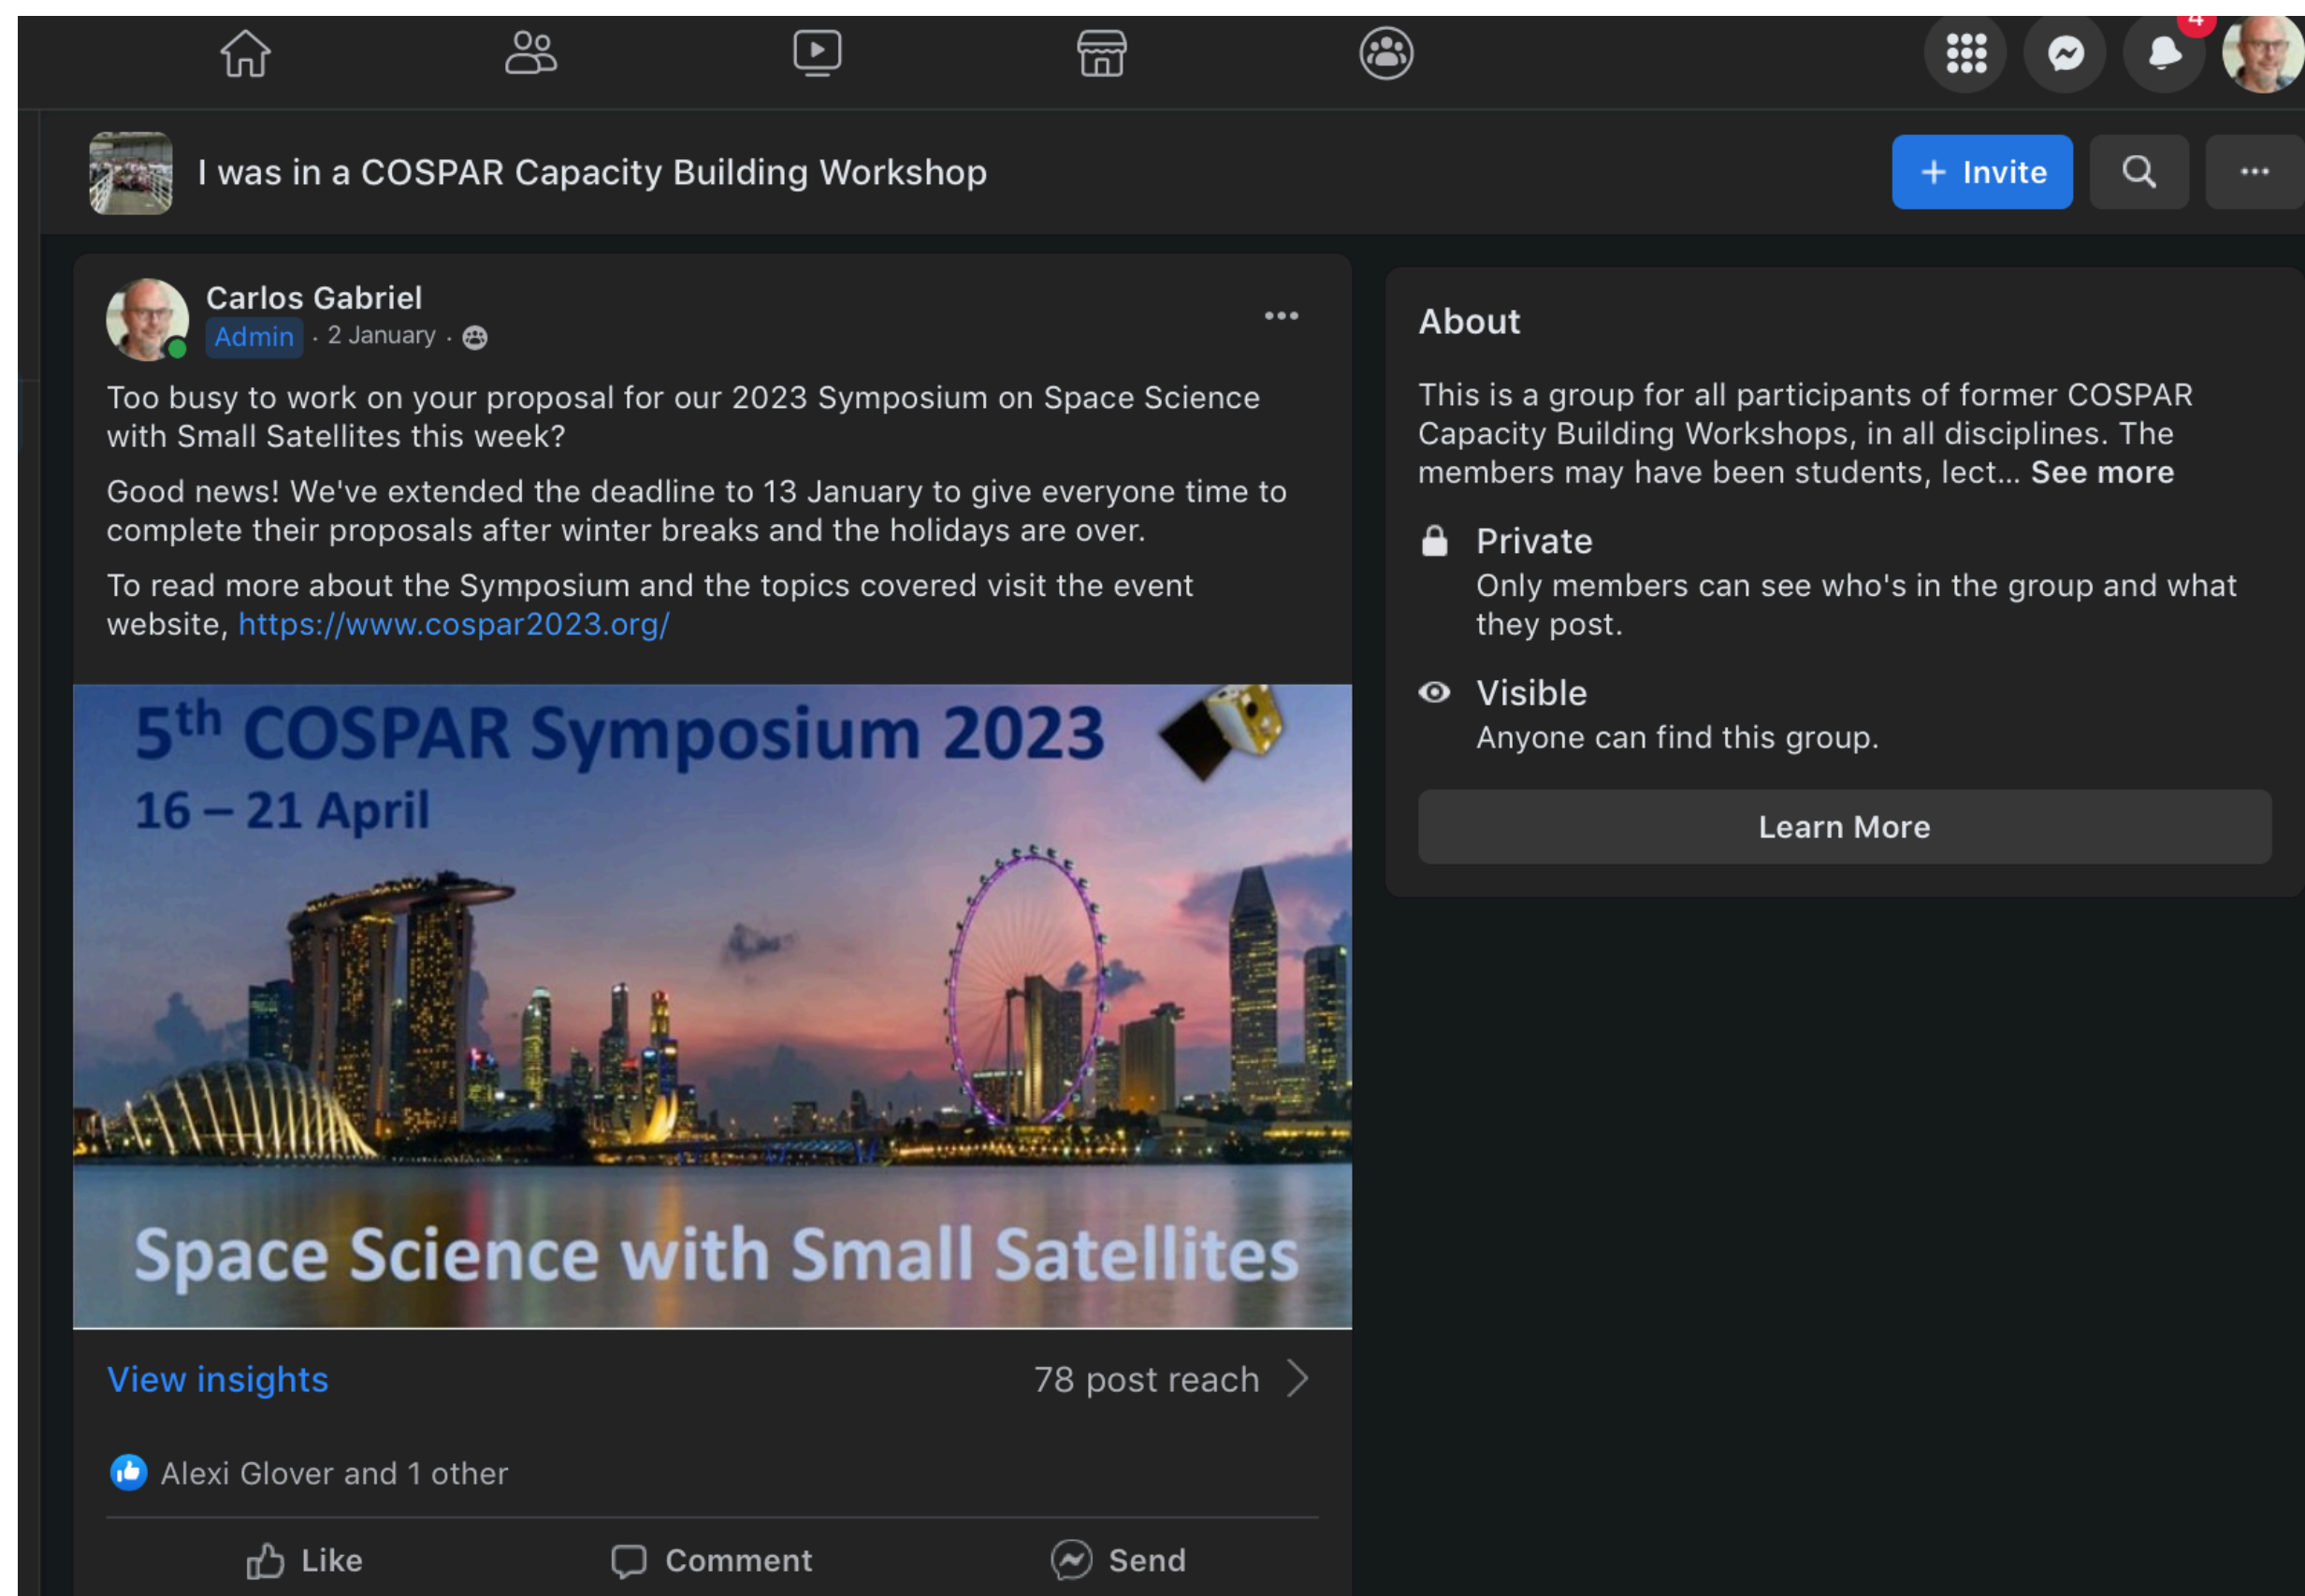 4
I was in a COSPAR Capacity Building Workshop
+ Invite
Carlos Gabriel
Admin · 2 January ·
Too busy to work on your proposal for our 2023 Symposium on Space Science
with Small Satellites this week?
Good news! We've extended the deadline to 13 January to give everyone time to
complete their proposals after winter breaks and the holidays are over.
To read more about the Symposium and the topics covered visit the event
website, https://www.cospar2023.org/
5th COSPAR Symposium 2023
16 – 21 April
Space Science with Small Satellites
View insights
78 post reach
Alexi Glover and 1 other
Like
Comment
Send
About
This is a group for all participants of former COSPAR
Capacity Building Workshops, in all disciplines. The
members may have been students, lect... See more
Private
Only members can see who's in the group and what
they post.
Visible
Anyone can find this group.
Learn More